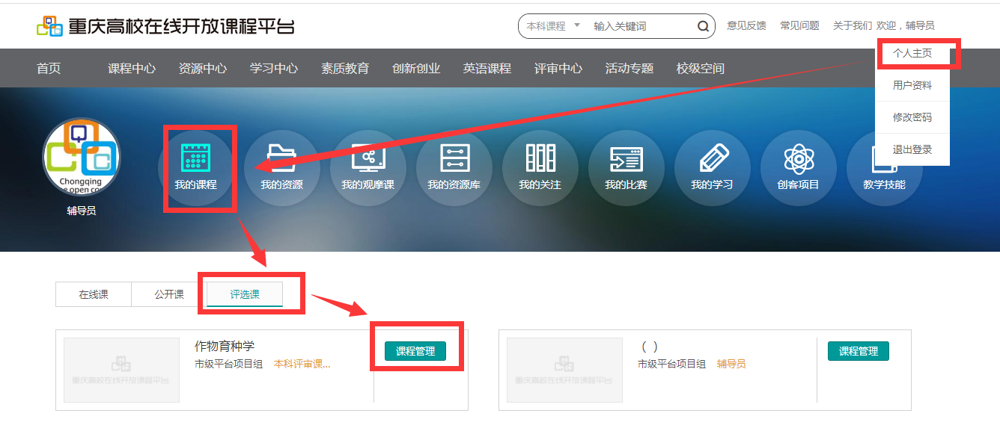 重庆高校在线开放课程平台
本科课程 输入关键词 意见反馈 常见问题 关于我们 欢迎，辅导员
个人主页
用户资料
修改密码
退出登录
首页 课程中心 资源中心 学习中心 素质教育 创新创业 英语课程 评审中心 活动专题 校级空间
Q
Chongqing
e open co
辅导员
我的课程 我的资源 我的观摩课 我的资源库 我的关注 我的比赛 我的学习 创客项目 教学技能
在线课 公开课 评选课
作物育种学
市级平台项目组 本科评审课...
课程管理
重庆高校在线开放课程平台
（ ）
市级平台项目组 辅导员
课程管理
重庆高校在线开放课程平台